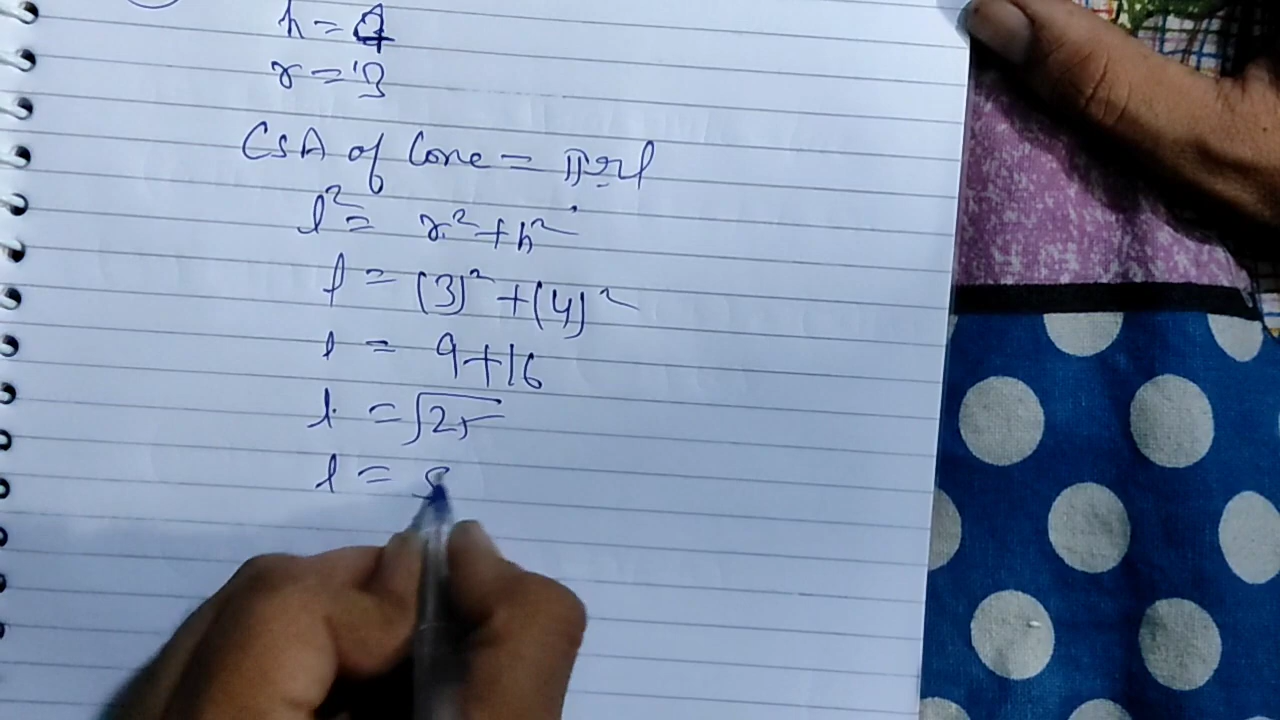 h = 4
r = 3
CSA of Cone = πrl
l² = r² + h²
l = (3)² + (4)²
l = 9 + 16
l = √25
l = 5